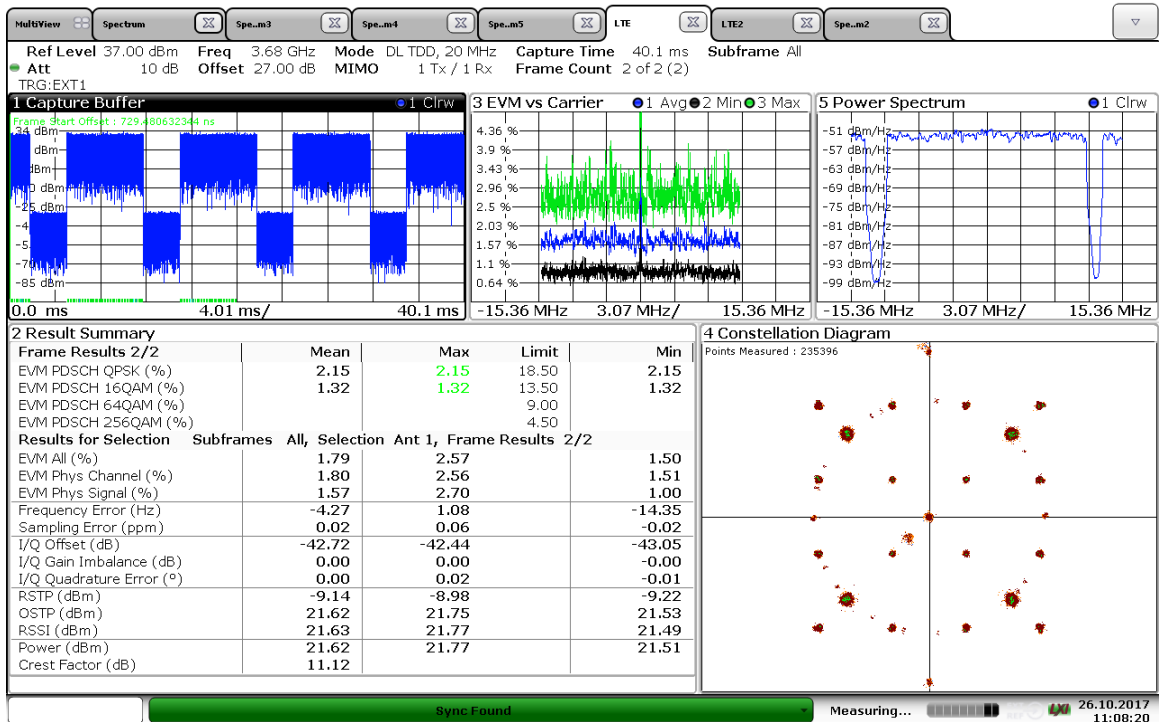 MultiView Spectrum Spe..m3 Spe..m4 Spe..m5 LTE LTE2 Spe..m2
Ref Level 37.00 dBm Freq 3.68 GHz Mode DL TDD, 20 MHz Capture Time 40.1 ms Subframe All
Att 10 dB Offset 27.00 dB MIMO 1 Tx / 1 Rx Frame Count 2 of 2 (2)
TRG:EXT1
1 Capture Buffer 1 Clrw
Frame Start Offset : 729.480632344 ns
34 dBm
dBm
dBm
dBm
-25 dBm
-85 dBm
0.0 ms 4.01 ms/ 40.1 ms
3 EVM vs Carrier 1 Avg 2 Min 3 Max
4.36 %
3.9 %
3.43 %
2.96 %
2.5 %
2.03 %
1.57 %
1.1 %
0.64 %
-15.36 MHz 3.07 MHz/ 15.36 MHz
5 Power Spectrum 1 Clrw
-51 dBm/Hz
-57 dBm/Hz
-63 dBm/Hz
-69 dBm/Hz
-75 dBm/Hz
-81 dBm/Hz
-87 dBm/Hz
-93 dBm/Hz
-99 dBm/Hz
-15.36 MHz 3.07 MHz/ 15.36 MHz
2 Result Summary
Frame Results 2/2 Mean Max Limit Min
EVM PDSCH QPSK (%) 2.15 2.15 18.50 2.15
EVM PDSCH 16QAM (%) 1.32 1.32 13.50 1.32
EVM PDSCH 64QAM (%) 9.00
EVM PDSCH 256QAM (%) 4.50
Results for Selection Subframes All, Selection Ant 1, Frame Results 2/2
EVM All (%) 1.79 2.57 1.50
EVM Phys Channel (%) 1.80 2.56 1.51
EVM Phys Signal (%) 1.57 2.70 1.00
Frequency Error (Hz) -4.27 1.08 -14.35
Sampling Error (ppm) 0.02 0.06 -0.02
I/Q Offset (dB) -42.72 -42.44 -43.05
I/Q Gain Imbalance (dB) 0.00 0.00 -0.00
I/Q Quadrature Error (°) 0.00 0.02 -0.01
RSTP (dBm) -9.14 -8.98 -9.22
OSTP (dBm) 21.62 21.75 21.53
RSSI (dBm) 21.63 21.77 21.49
Power (dBm) 21.62 21.77 21.51
Crest Factor (dB) 11.12
4 Constellation Diagram
Points Measured : 235396
Sync Found
Measuring...
LXI
26.10.2017
11:08:20